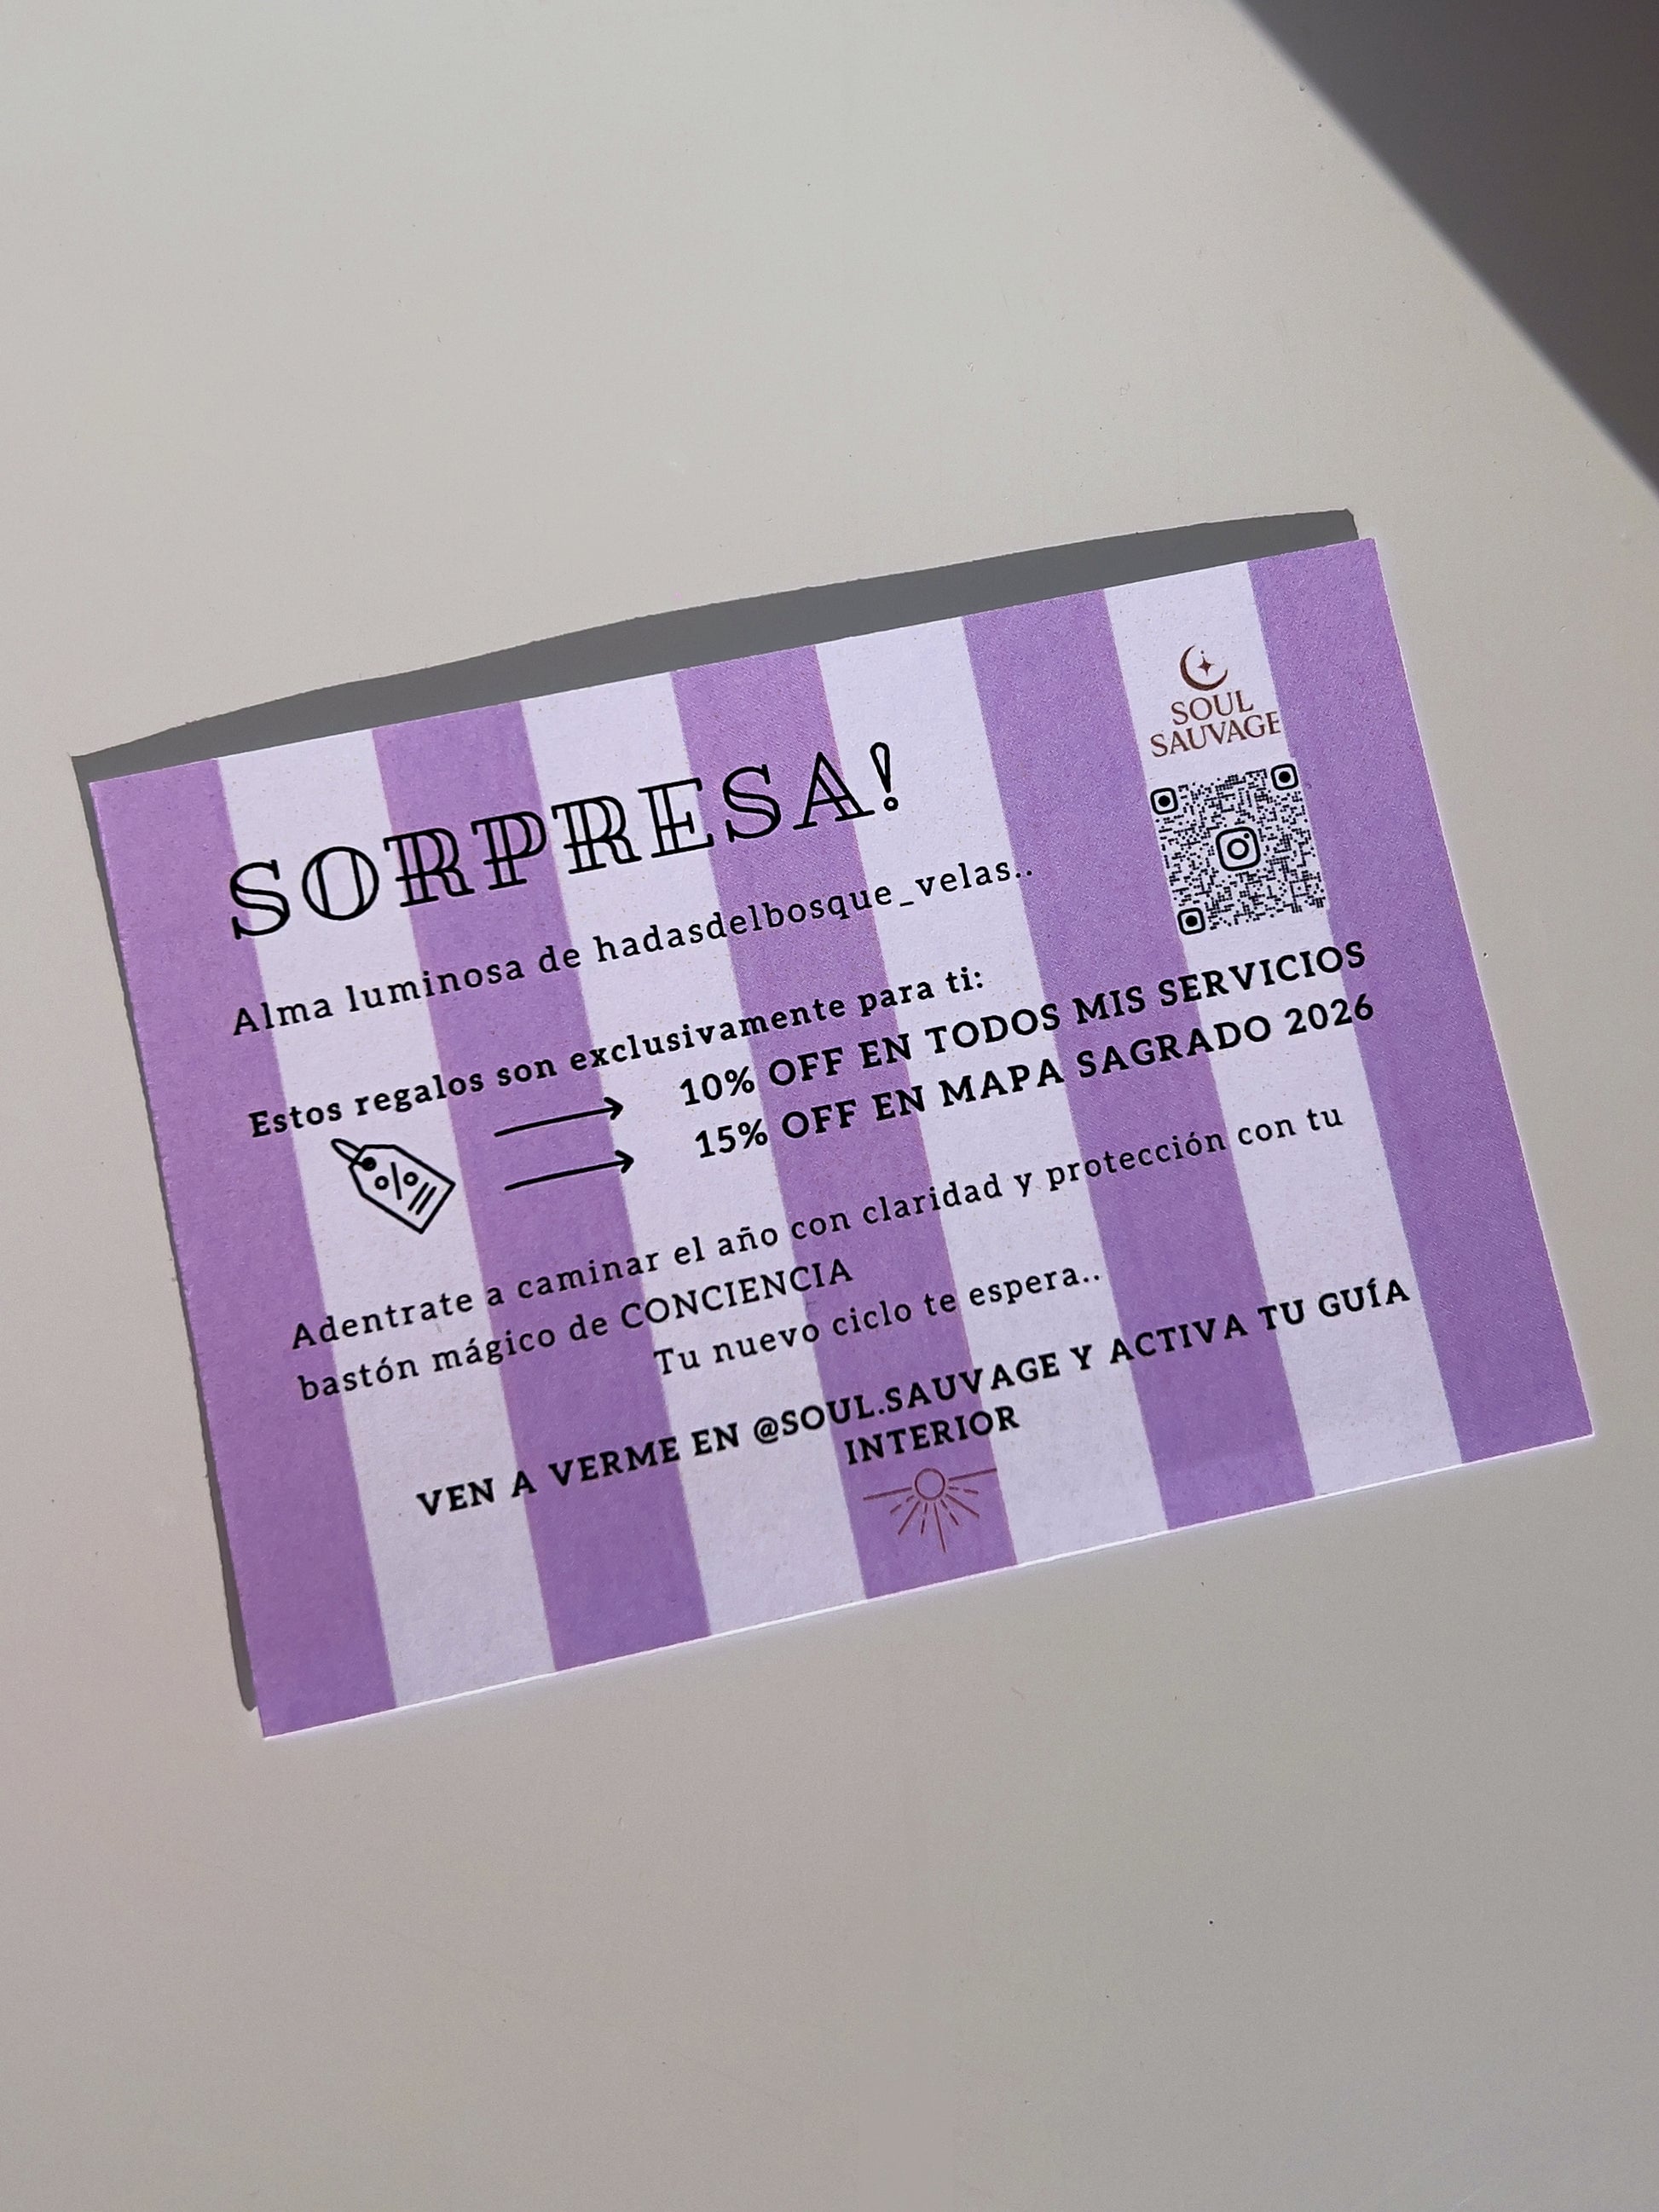 SOUL
SAUVAGE
SORPRESA!
Alma luminosa de hadasdelbosque_velas..
Estos regalos son exclusivamente para ti:
10% OFF EN TODOS MIS SERVICIOS
15% OFF EN MAPA SAGRADO 2026
%
Adentrate a caminar el año con claridad y protección con tu
bastón mágico de CONCIENCIA
Tu nuevo ciclo te espera..
VEN A VERME EN @SOUL.SAUVAGE Y ACTIVA TU GUÍA
INTERIOR